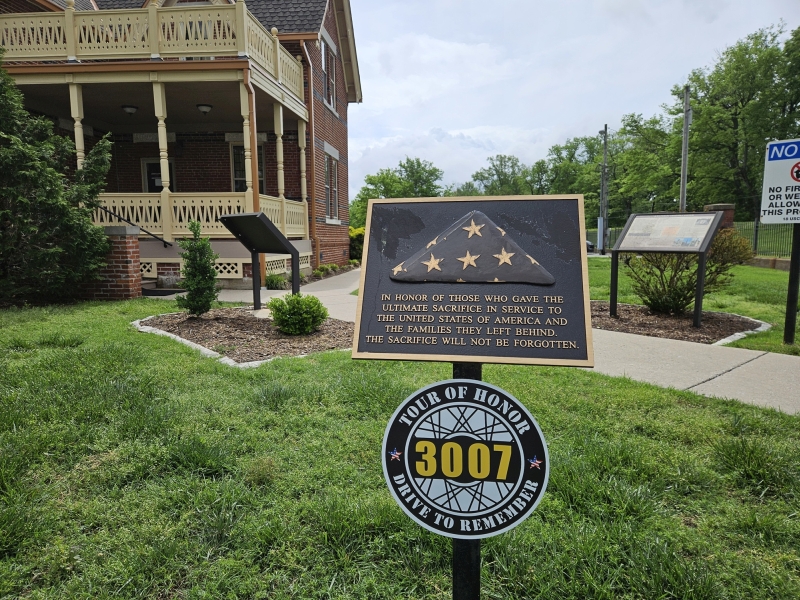 IN HONOR OF THOSE WHO GAVE THE
ULTIMATE SACRIFICE IN SERVICE TO
THE UNITED STATES OF AMERICA AND
THE FAMILIES THEY LEFT BEHIND.
THE SACRIFICE WILL NOT BE FORGOTTEN.
TOUR OF HONOR
3007
DRIVE TO REMEMBER
NO
NO FIR
OR WE
ALLOW
THIS PR